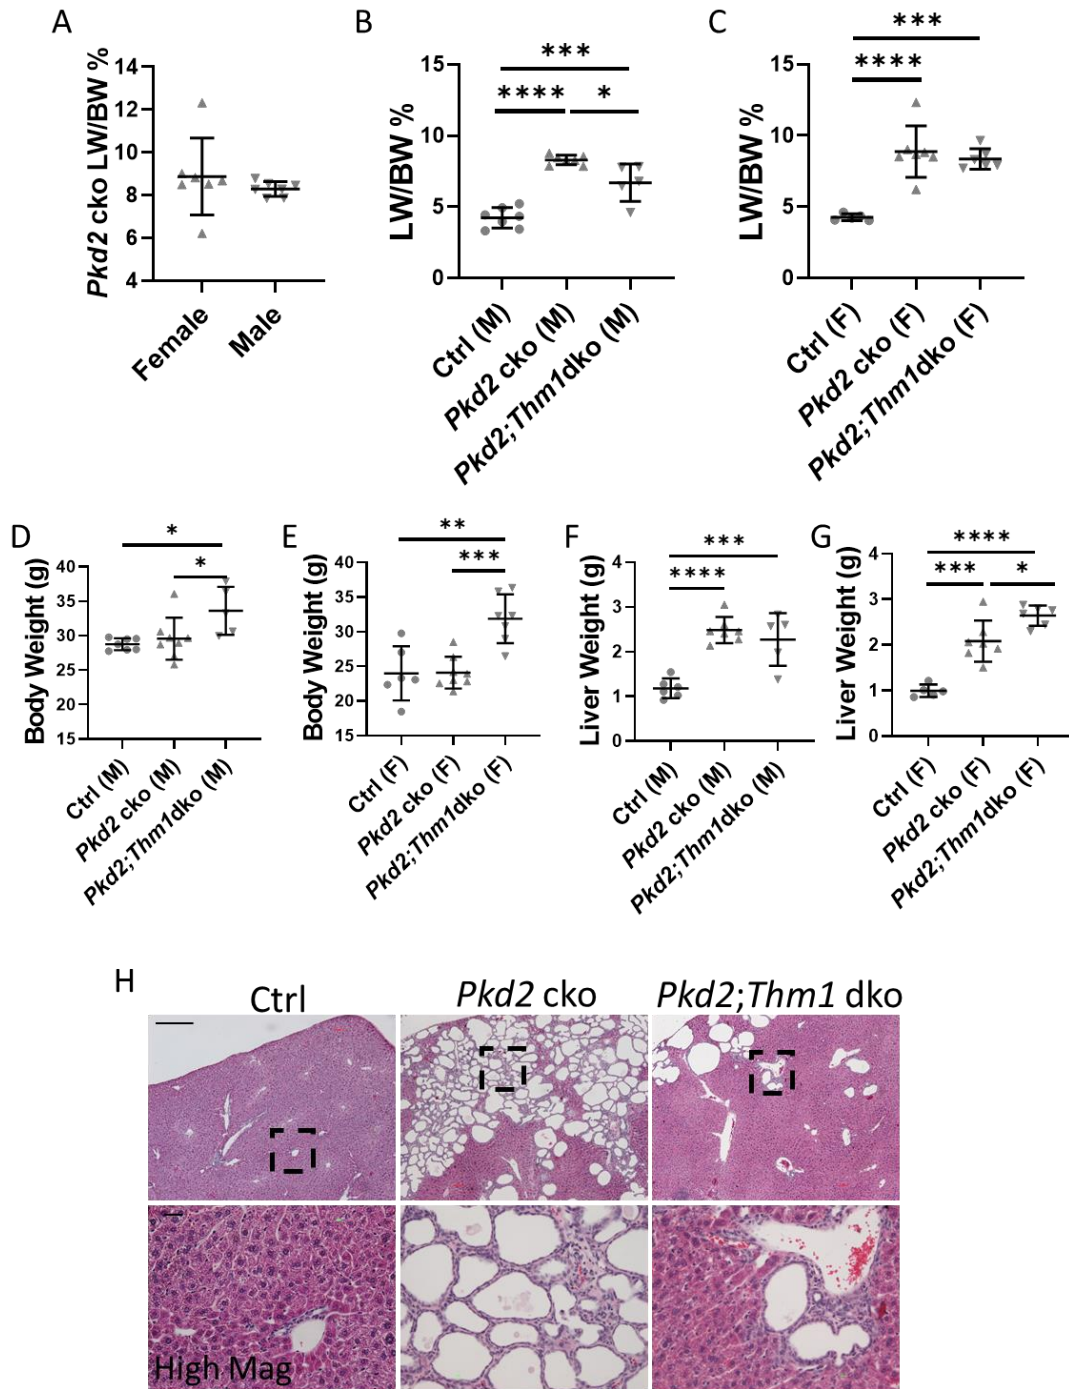 A
Pkd2 cko LW/BW %
14
12
10
8
6
4
Female
Male
B
LW/BW %
15
10
5
0
***
****
*
Ctrl (M)
Pkd2 cko (M)
Pkd2;Thm1dko (M)
C
LW/BW %
15
10
5
0
***
****
Ctrl (F)
Pkd2 cko (F)
Pkd2;Thm1dko (F)
D
Body Weight (g)
40
35
30
25
20
15
*
*
Ctrl (M)
Pkd2 cko (M)
Pkd2;Thm1dko (M)
E
Body Weight (g)
40
35
30
25
20
15
**
***
Ctrl (F)
Pkd2 cko (F)
Pkd2;Thm1dko (F)
F
Liver Weight (g)
4
3
2
1
0
***
****
Ctrl (M)
Pkd2 cko (M)
Pkd2;Thm1dko (M)
G
Liver Weight (g)
4
3
2
1
0
****
***
*
Ctrl (F)
Pkd2 cko (F)
Pkd2;Thm1dko (F)
H
Ctrl
Pkd2 cko
Pkd2;Thm1 dko
High Mag